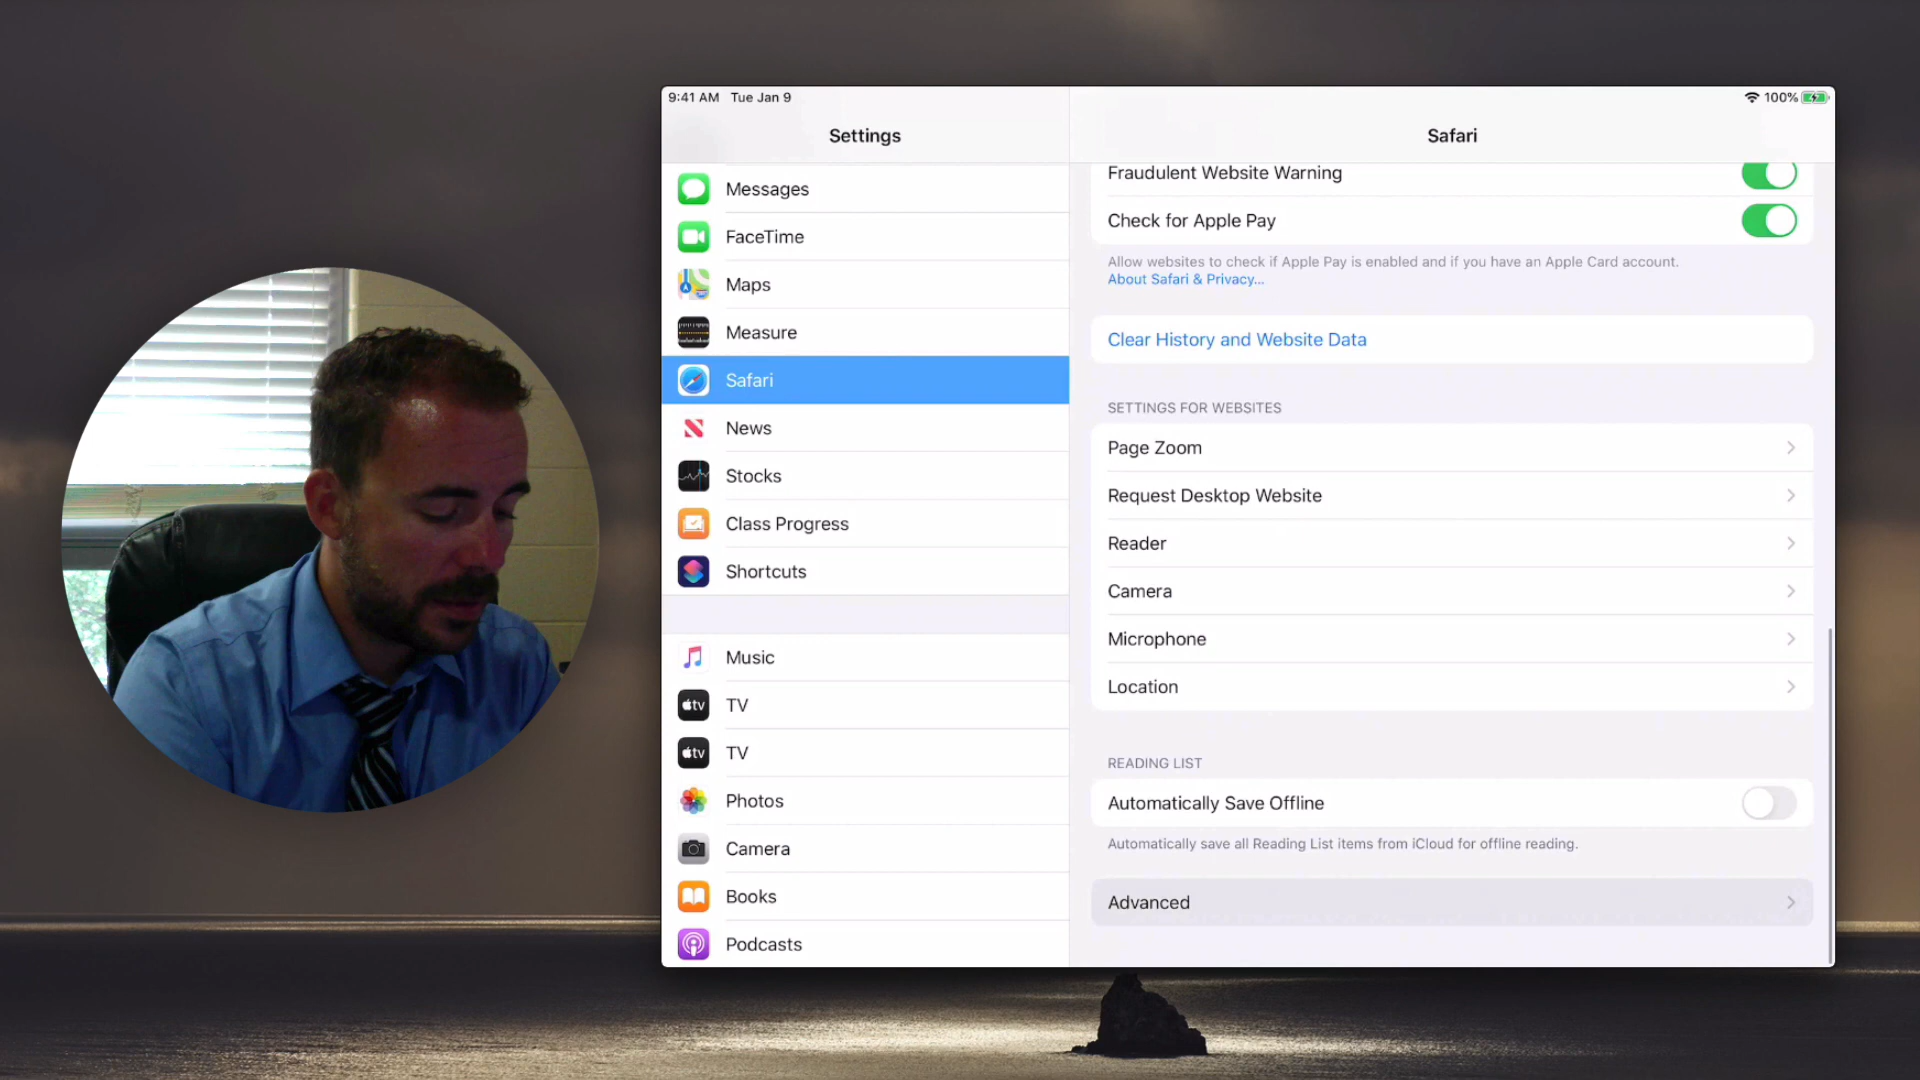 9:41 AM Tue Jan 9
100%
Settings
Messages
FaceTime
Maps
Measure
Safari
News
Stocks
Class Progress
Shortcuts
Music
tv TV
tv TV
Photos
Camera
Books
Podcasts
Safari
Fraudulent Website Warning
Check for Apple Pay
Allow websites to check if Apple Pay is enabled and if you have an Apple Card account.
About Safari & Privacy...
Clear History and Website Data
SETTINGS FOR WEBSITES
Page Zoom
Request Desktop Website
Reader
Camera
Microphone
Location
READING LIST
Automatically Save Offline
Automatically save all Reading List items from iCloud for offline reading.
Advanced